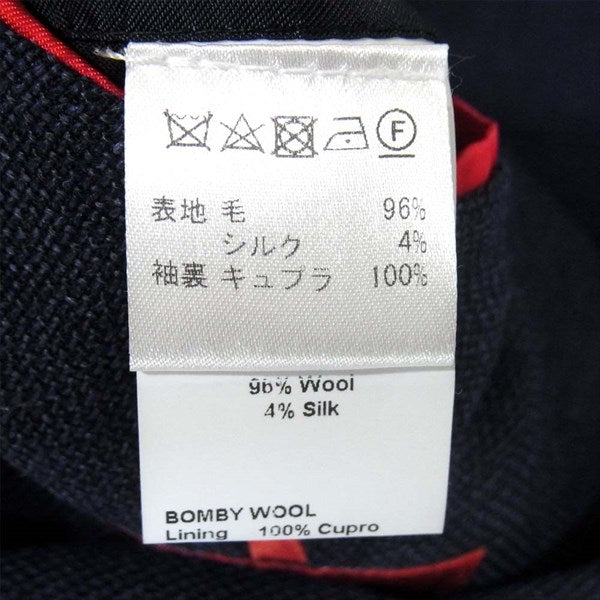 F
表地 毛 96%
シルク 4%
袖裏 キュプラ 100%
96% Wool
4% Silk
BOMBY WOOL
Lining 100% Cupro